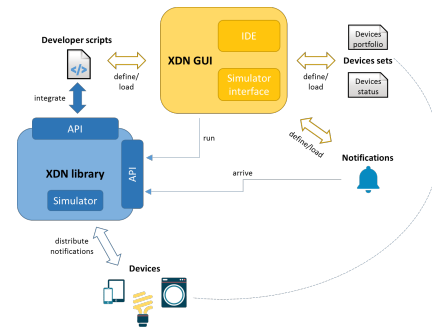 Developer scripts
define/
load
XDN GUI
IDE
Simulator
interface
define/
load
Devices
portfolio
Devices sets
Devices
status
integrate
API
run
define/load
Notifications
XDN library
API
Simulator
arrive
distribute
notifications
Devices